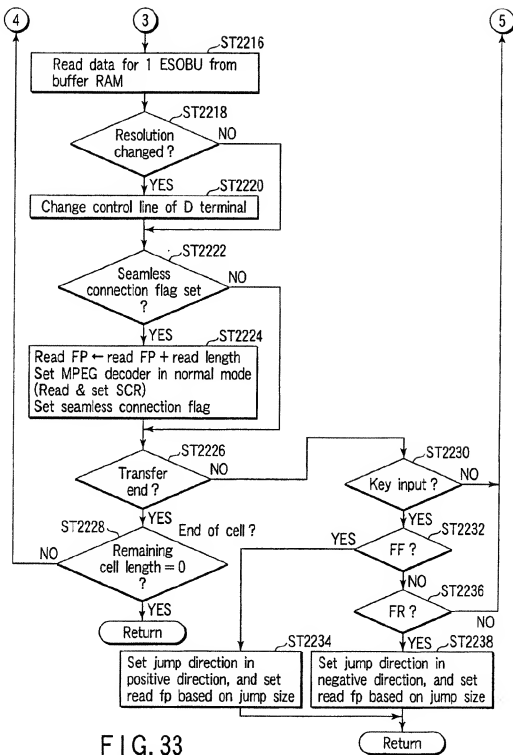 4
3
5
ST2216
Read data for 1 ESOBU from
buffer RAM
ST2218
Resolution
changed ?
NO
YES
ST2220
Change control line of D terminal
ST2222
Seamless
connection flag set
?
NO
YES
ST2224
Read FP ← read FP + read length
Set MPEG decoder in normal mode
(Read & set SCR)
Set seamless connection flag
ST2226
Transfer
end ?
NO
YES
ST2228
End of cell ?
Remaining
cell length = 0
?
NO
YES
Return
ST2230
Key input ?
NO
YES
ST2232
FF ?
YES
NO
ST2236
FR ?
NO
YES
ST2234
Set jump direction in
positive direction, and set
read fp based on jump size
ST2238
Set jump direction in
negative direction, and set
read fp based on jump size
Return
FIG. 33